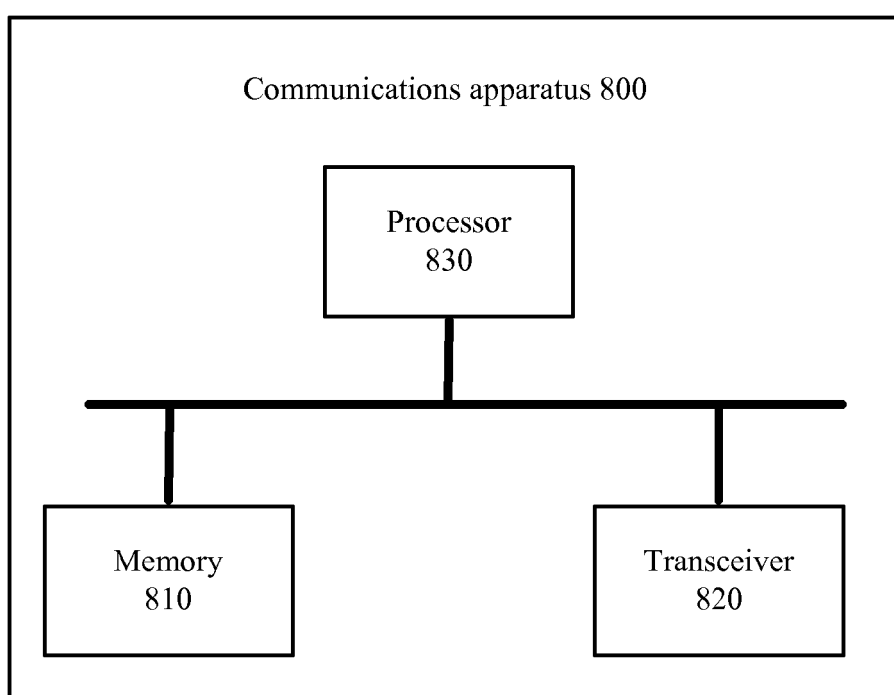 Communications apparatus 800
Processor
830
Memory
810
Transceiver
820